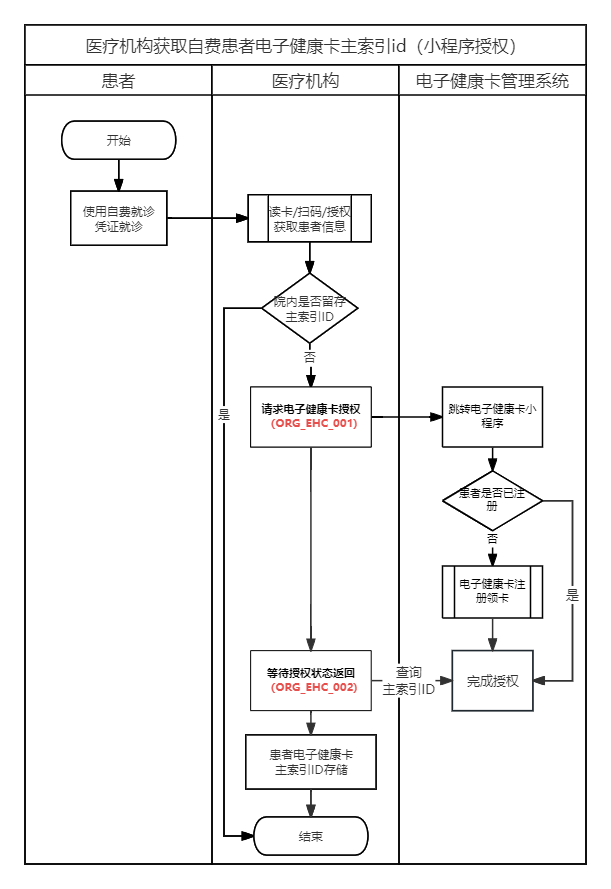 医疗机构获取自费患者电子健康卡主索引id（小程序授权）
患者
医疗机构
电子健康卡管理系统
开始
使用自费就诊
凭证就诊
读卡/扫码/授权
获取患者信息
院内是否留存
主索引ID
否
是
请求电子健康卡授权
（ORG_EHC_001）
跳转电子健康卡小
程序
患者是否已注
册
否
是
电子健康卡注
册领卡
等待授权状态返回
（ORG_EHC_002）
查询
主索引ID
完成授权
患者电子健康卡
主索引ID存储
结束